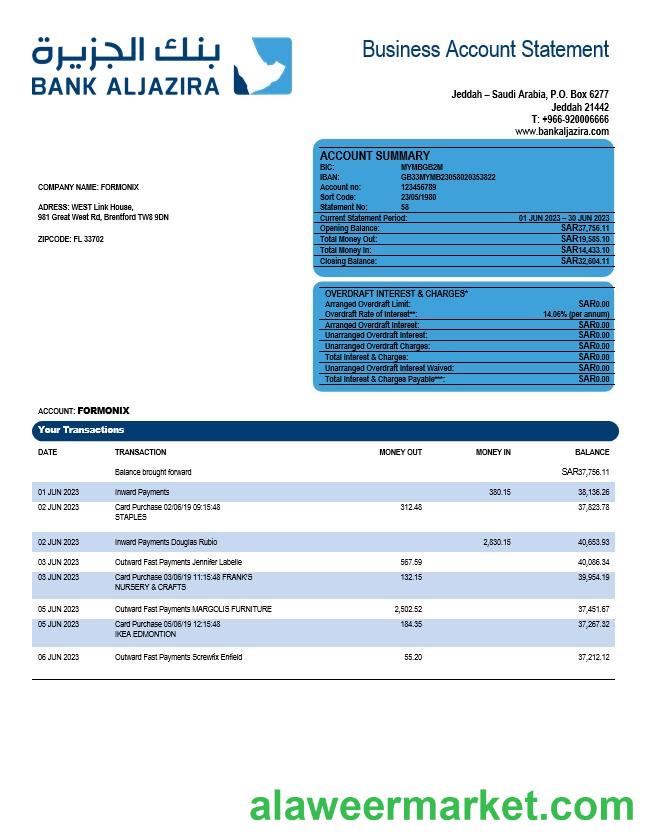 بنك الجزيرة
BANK ALJAZIRA
Business Account Statement
Jeddah – Saudi Arabia, P.O. Box 6277
Jeddah 21442
T: +966-920006666
www.bankaljazira.com
ACCOUNT SUMMARY
BIC: MYMBGB2M
IBAN: GB33MYMB23058020353822
Account no: 123456789
Sort Code: 23/05/1980
Statement No: 58
Current Statement Period: 01 JUN 2023 – 30 JUN 2023
Opening Balance: SAR37,756.11
Total Money Out: SAR19,585.10
Total Money In: SAR14,433.10
Closing Balance: SAR32,604.11
COMPANY NAME: FORMONIX
ADRESS: WEST Link House,
981 Great West Rd, Brentford TW8 9DN
ZIPCODE: FL 33702
OVERDRAFT INTEREST & CHARGES*
Arranged Overdraft Limit: SAR0.00
Overdraft Rate of Interest**: 14.06% (per annum)
Arranged Overdraft Interest: SAR0.00
Unarranged Overdraft Interest: SAR0.00
Unarranged Overdraft Charges: SAR0.00
Total Interest & Charges: SAR0.00
Unarranged Overdraft Interest Waived: SAR0.00
Total Interest & Charges Payable***: SAR0.00
ACCOUNT: FORMONIX
Your Transactions
DATE TRANSACTION MONEY OUT MONEY IN BALANCE
Balance brought forward SAR37,756.11
01 JUN 2023 Inward Payments 380.15 38,136.26
02 JUN 2023 Card Purchase 02/06/19 09:15:48 312.48 37,823.78
STAPLES
02 JUN 2023 Inward Payments Douglas Rubio 2,830.15 40,653.93
03 JUN 2023 Outward Fast Payments Jennifer Labelle 567.59 40,086.34
03 JUN 2023 Card Purchase 03/06/19 11:15:48 FRANK'S 132.15 39,954.19
NURSERY & CRAFTS
05 JUN 2023 Outward Fast Payments MARGOLIS FURNITURE 2,502.52 37,451.67
05 JUN 2023 Card Purchase 05/06/19 12:15:48 184.35 37,267.32
IKEA EDMONTION
06 JUN 2023 Outward Fast Payments Screwfix Enfield 55.20 37,212.12
alaweermarket.com